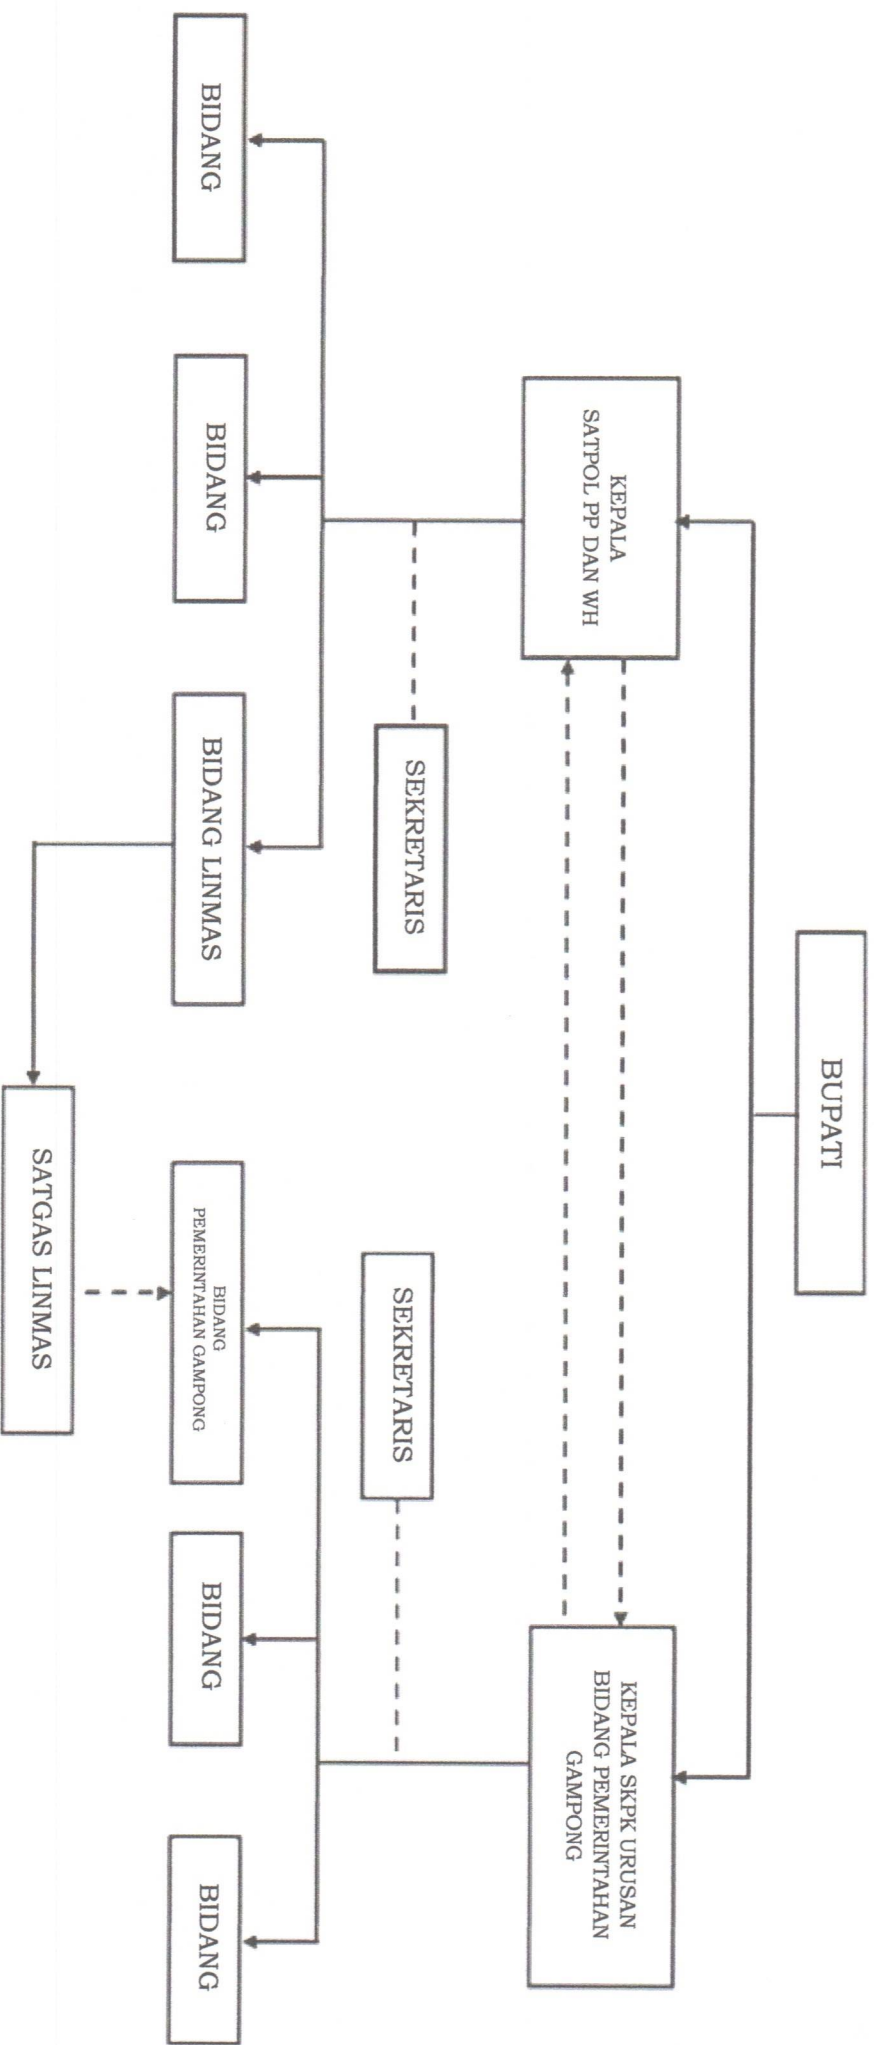 BUPATI
KEPALA
SATPOL PP DAN WH
KEPALA SKPK URUSAN
BIDANG PEMERINTAHAN
GAMPONG
SEKRETARIS
SEKRETARIS
BIDANG
BIDANG
BIDANG LINMAS
BIDANG
PEMERINTAHAN GAMPONG
BIDANG
BIDANG
SATGAS LINMAS